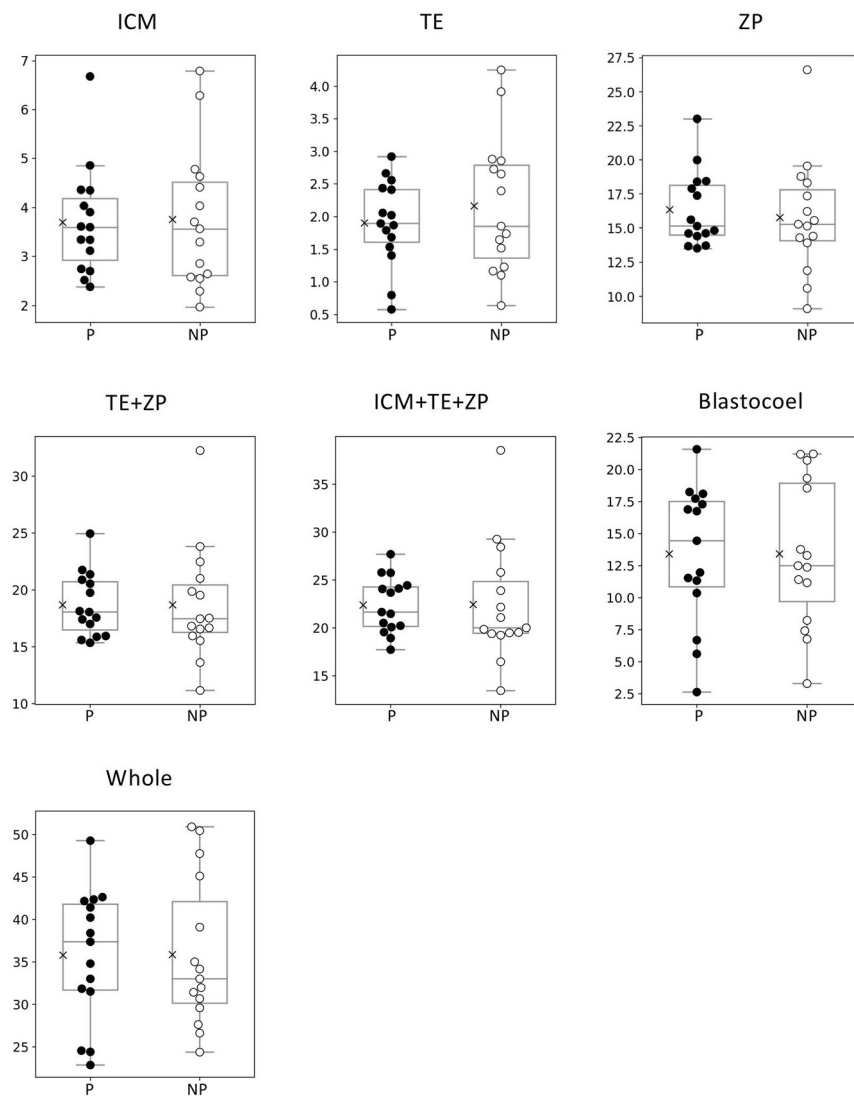 ICM
TE
ZP
7
6
5
4
3
2
P
NP
4.0
3.5
3.0
2.5
2.0
1.5
1.0
0.5
P
NP
27.5
25.0
22.5
20.0
17.5
15.0
12.5
10.0
P
NP
TE+ZP
ICM+TE+ZP
Blastocoel
30
25
20
15
10
P
NP
35
30
25
20
15
P
NP
22.5
20.0
17.5
15.0
12.5
10.0
7.5
5.0
2.5
P
NP
Whole
50
45
40
35
30
25
P
NP